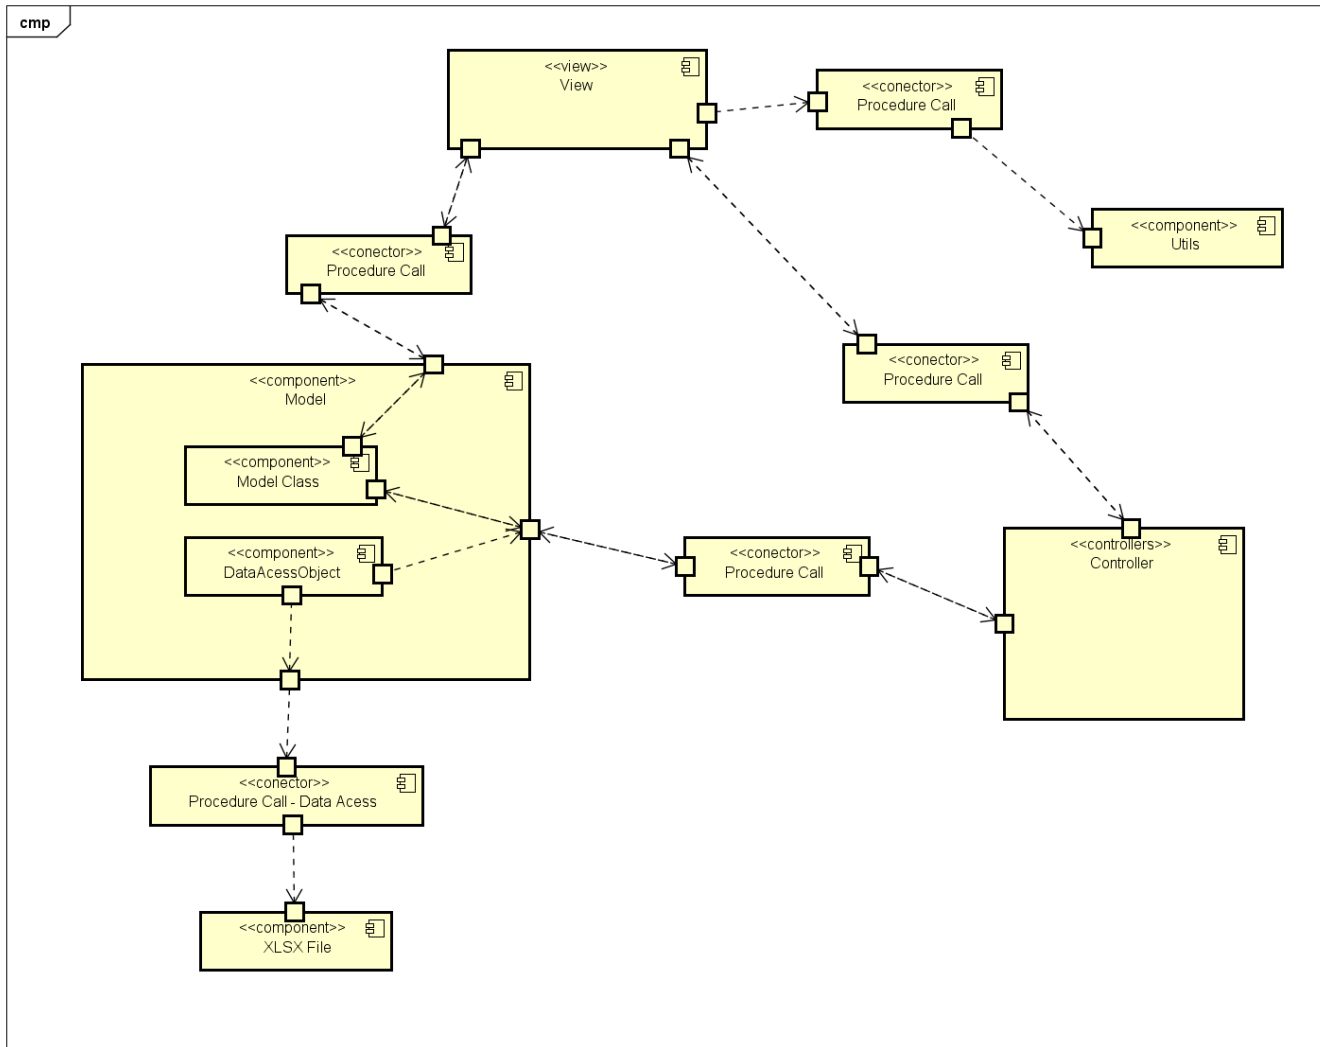 cmp
<<view>>
View
<<conector>>
Procedure Call
<<component>>
Utils
<<conector>>
Procedure Call
<<conector>>
Procedure Call
<<component>>
Model
<<component>>
Model Class
<<component>>
DataAcessObject
<<conector>>
Procedure Call
<<controllers>>
Controller
<<conector>>
Procedure Call - Data Acess
<<component>>
XLSX File